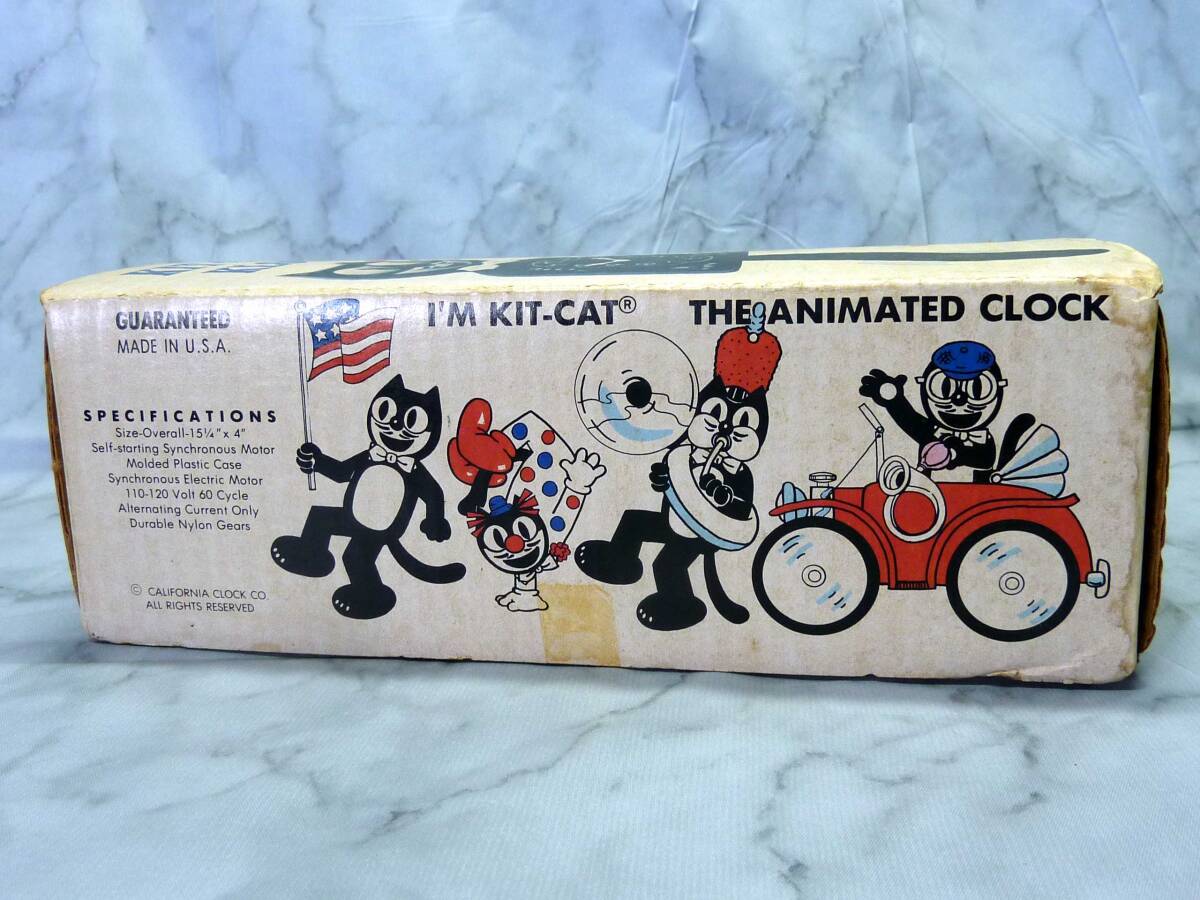 GUARANTEED
MADE IN U.S.A.
I'M KIT-CAT® THE ANIMATED CLOCK
SPECIFICATIONS
Size-Overall-15¼" x 4"
Self-starting Synchronous Motor
Molded Plastic Case
Synchronous Electric Motor
110-120 Volt 60 Cycle
Alternating Current Only
Durable Nylon Gears
© CALIFORNIA CLOCK CO.
ALL RIGHTS RESERVED